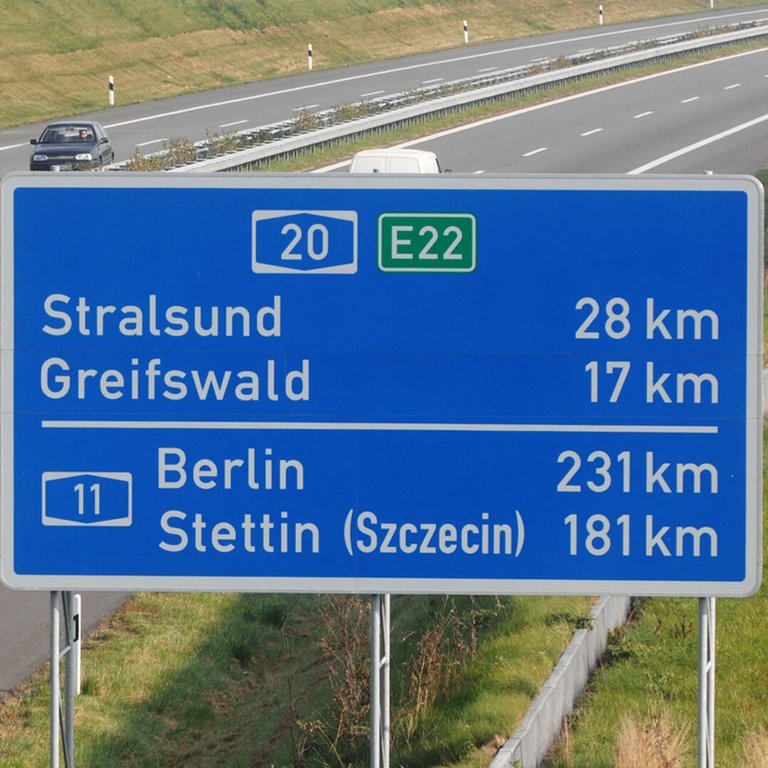 20 E22
Stralsund 28 km
Greifswald 17 km
11 Berlin 231 km
Stettin (Szczecin) 181 km